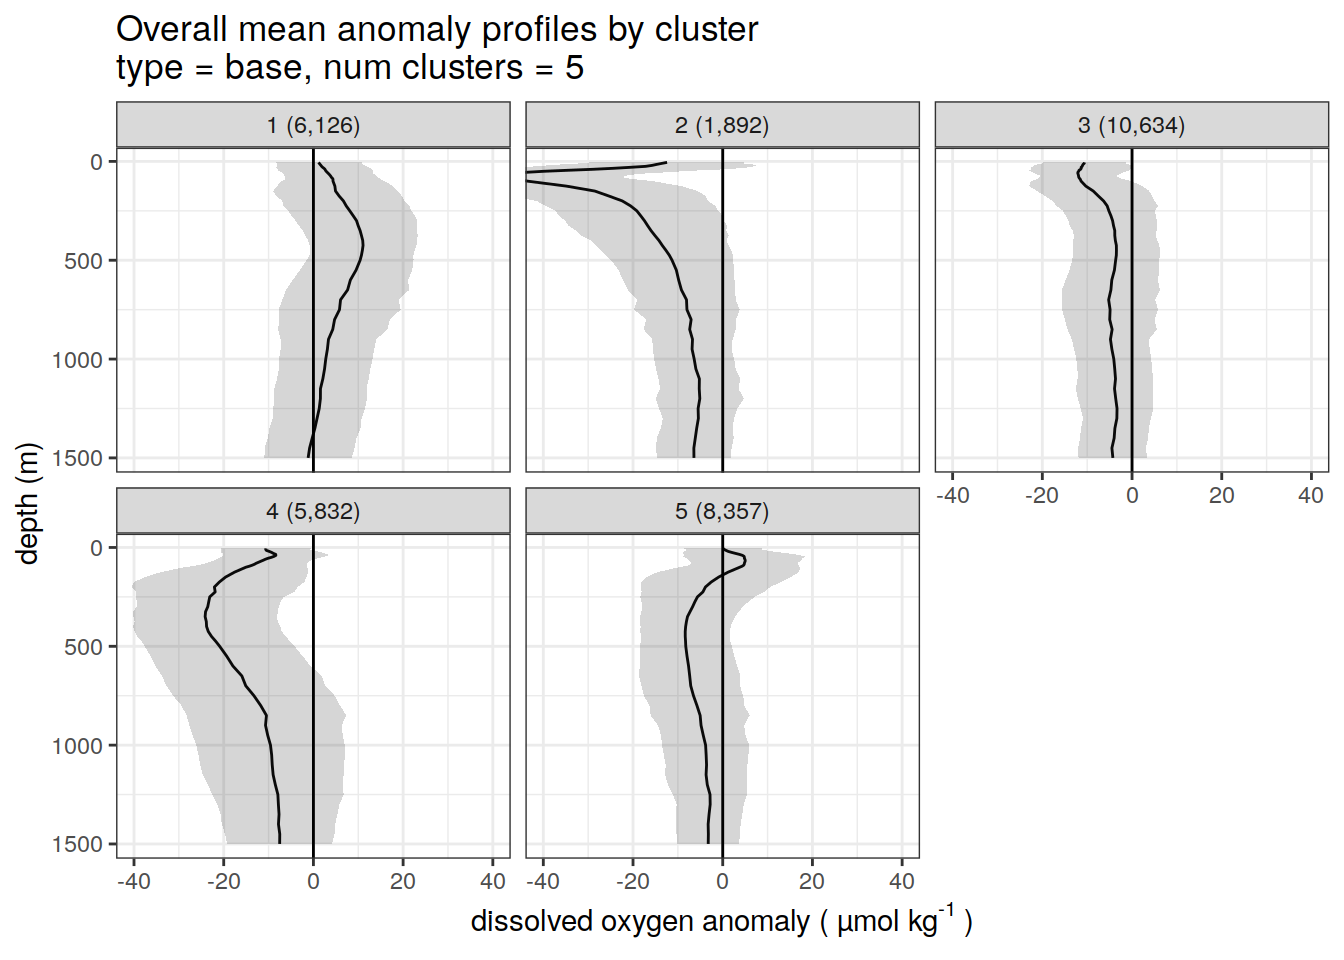 Overall mean anomaly profiles by cluster
type = base, num clusters = 5
1 (6,126)
2 (1,892)
3 (10,634)
0
500
1000
1500
-40 -20 0 20 40
4 (5,832)
5 (8,357)
0
500
1000
1500
-40 -20 0 20 40
-40 -20 0 20 40
depth (m)
dissolved oxygen anomaly ( µmol kg⁻¹ )